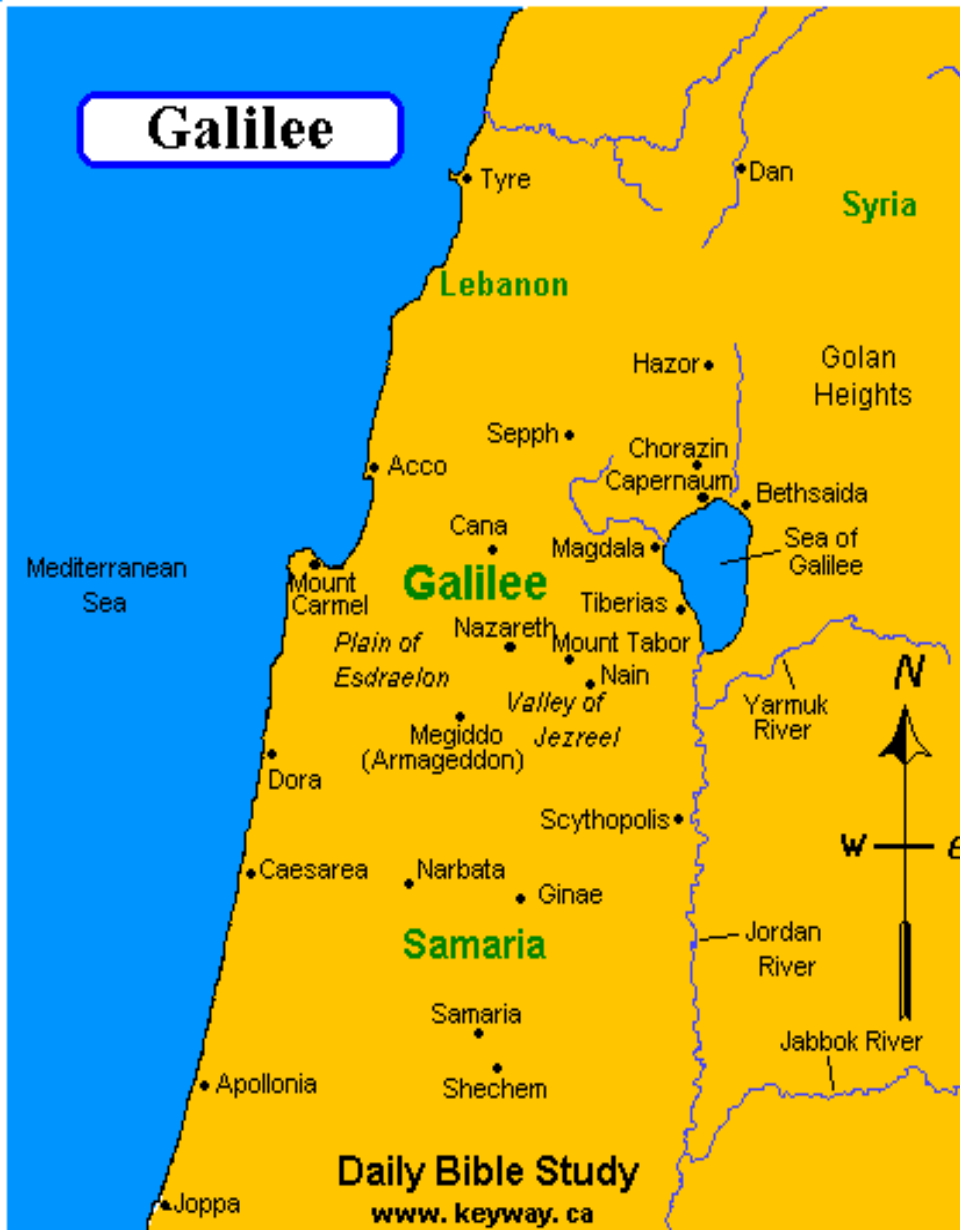 Galilee
Tyre
Dan
Syria
Lebanon
Hazor
Golan
Heights
Sepph
Chorazin
Acco
Capernaum
Bethsaida
Cana
Magdala
Sea of
Galilee
Mediterranean
Sea
Mount
Carmel
Galilee
Tiberias
Nazareth
Plain of
Esdraelon
Mount Tabor
Nain
N
Valley of
Jezreel
Yarmuk
River
Megiddo
(Armageddon)
Dora
Scythopolis
W
E
Caesarea
Narbata
Ginae
Samaria
Jordan
River
Samaria
Jabbok River
Apollonia
Shechem
Daily Bible Study
Joppa
www. keyway. ca